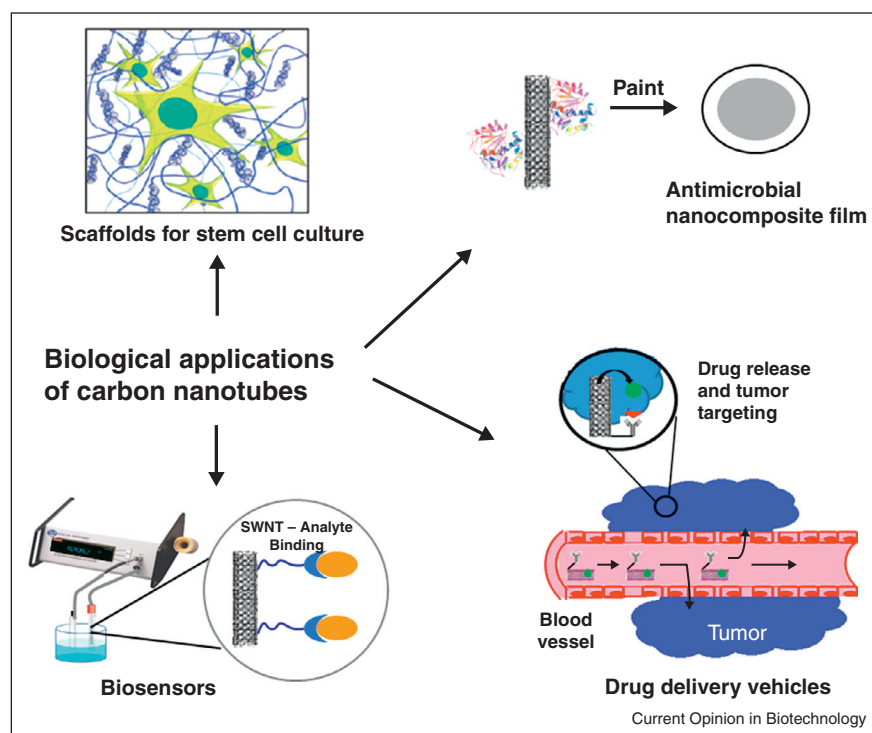 Scaffolds for stem cell culture
Paint
Antimicrobial
nanocomposite film
Biological applications
of carbon nanotubes
Drug release
and tumor
targeting
SWNT – Analyte
Binding
Biosensors
Blood
vessel
Tumor
Drug delivery vehicles
Current Opinion in Biotechnology